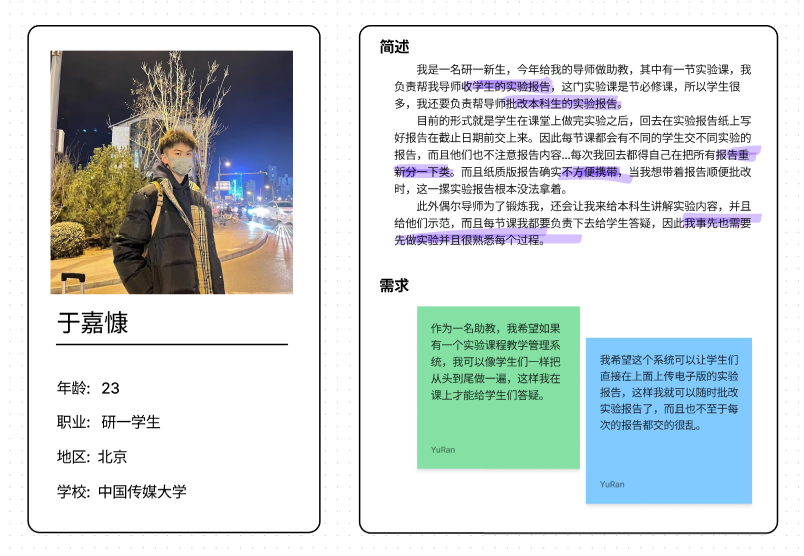 于嘉慷
年龄: 23
职业: 研一学生
地区: 北京
学校: 中国传媒大学
简述
我是一名研一新生，今年给我的导师做助教，其中有一节实验课，我
负责帮我导师收学生的实验报告，这门实验课是节必修课，所以学生很
多，我还要负责帮导师批改本科生的实验报告。
目前的形式就是学生在课堂上做完实验之后，回去在实验报告纸上写
好报告在截止日期前交上来。因此每节课都会有不同的学生交不同实验的
报告，而且他们也不注意报告内容...每次我回去都得自己在把所有报告重
新分一下类。而且纸质版报告确实不方便携带，当我想带着报告顺便批改
时，这一摞实验报告根本没法拿着。
此外偶尔导师为了锻炼我，还会让我来给本科生讲解实验内容，并且
给他们示范，而且每节课我都要负责下去给学生答疑，因此我事先也需要
先做实验并且很熟悉每个过程。
需求
作为一名助教，我希望如果
有一个实验课程教学管理系
统，我可以像学生们一样把
从头到尾做一遍，这样我在
课上才能给学生们答疑。
YuRan
我希望这个系统可以让学生们
直接在上面上传电子版的实验
报告，这样我就可以随时批改
实验报告了，而且也不至于每
次的报告都交的很乱。
YuRan